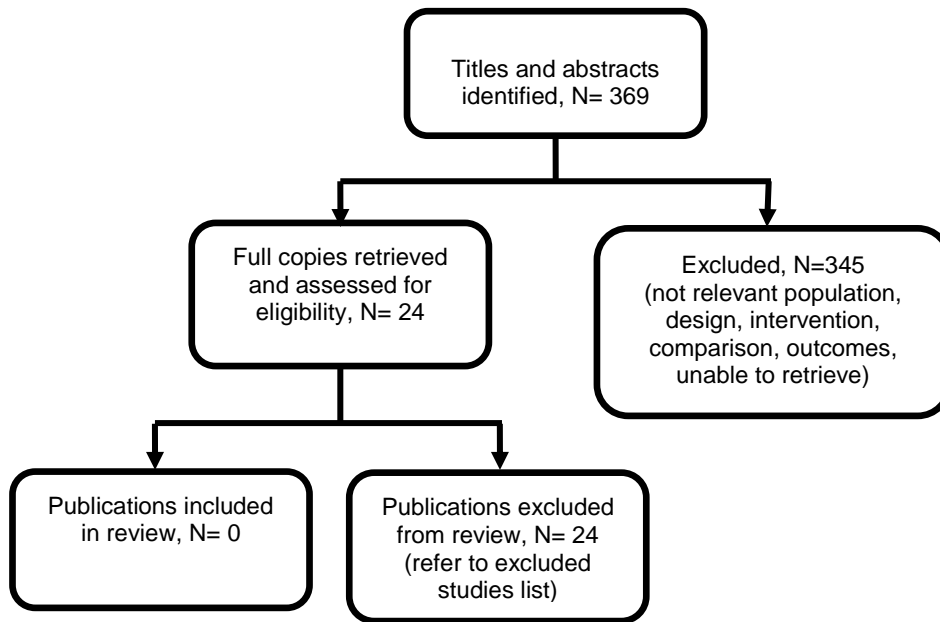 Titles and abstracts
identified, N= 369
Full copies retrieved
and assessed for
eligibility, N= 24
Excluded, N=345
(not relevant population,
design, intervention,
comparison, outcomes,
unable to retrieve)
Publications included
in review, N= 0
Publications excluded
from review, N= 24
(refer to excluded
studies list)